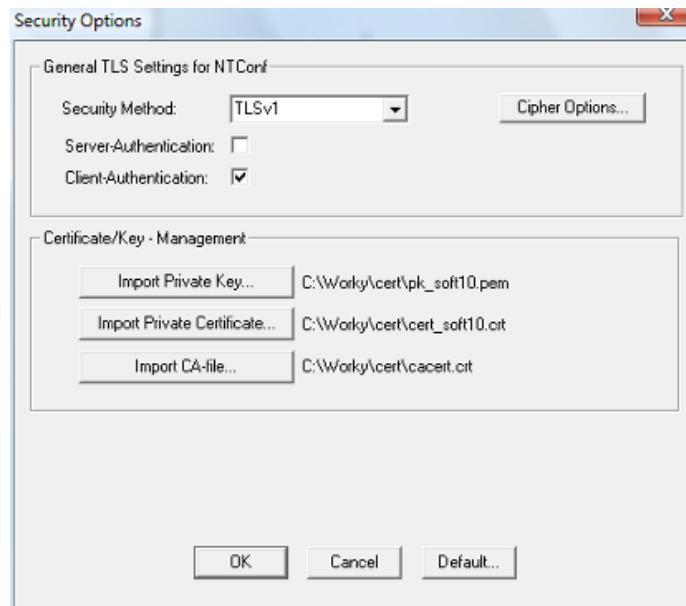 Security Options
General TLS Settings for NTConf
Security Method: TLSv1 Cipher Options...
Server-Authentication:
Client-Authentication:
Certificate/Key - Management
Import Private Key... C:\Worky\cert\pk_soft10.pem
Import Private Certificate... C:\Worky\cert\cert_soft10.crt
Import CA-file... C:\Worky\cert\cacert.crt
OK Cancel Default...